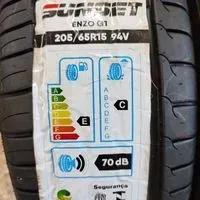 SUNSET
ENZO G1
205/65R15 94V
E
C
70 dB
Segurança